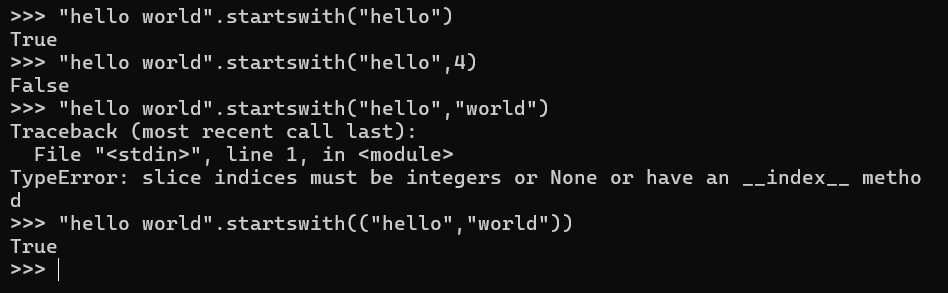 >>> "hello world".startswith("hello")
True
>>> "hello world".startswith("hello",4)
False
>>> "hello world".startswith("hello","world")
Traceback (most recent call last):
  File "<stdin>", line 1, in <module>
TypeError: slice indices must be integers or None or have an __index__ metho
d
>>> "hello world".startswith(("hello","world"))
True
>>>